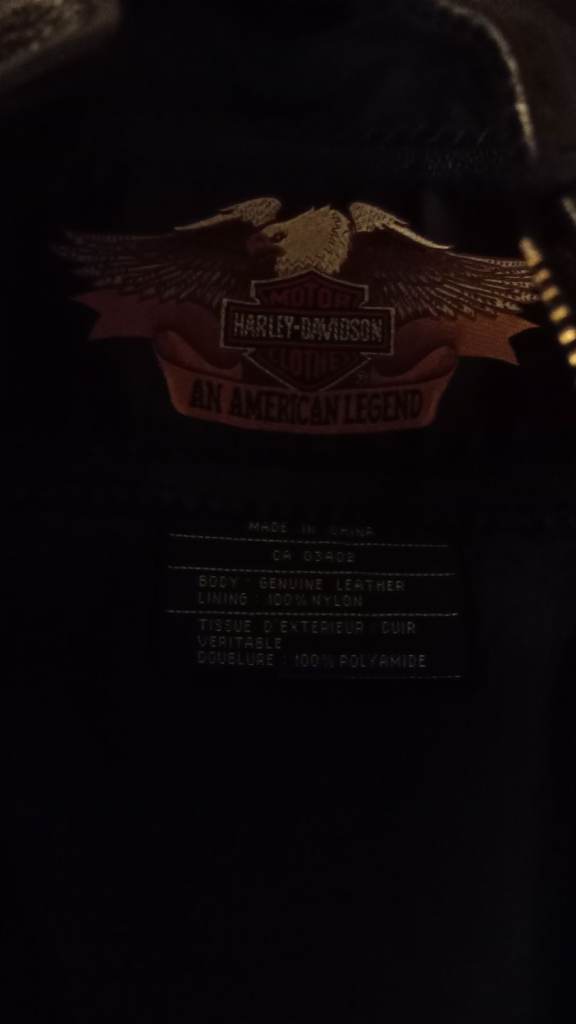 MOTOR
HARLEY-DAVIDSON
CLOTHES
AN AMERICAN LEGEND
MADE IN CHINA
CA 03402
BODY : GENUINE LEATHER
LINING : 100% NYLON
TISSUE D'EXTERIEUR : CUIR
VERITABLE
DOUBLURE : 100% POLYAMIDE